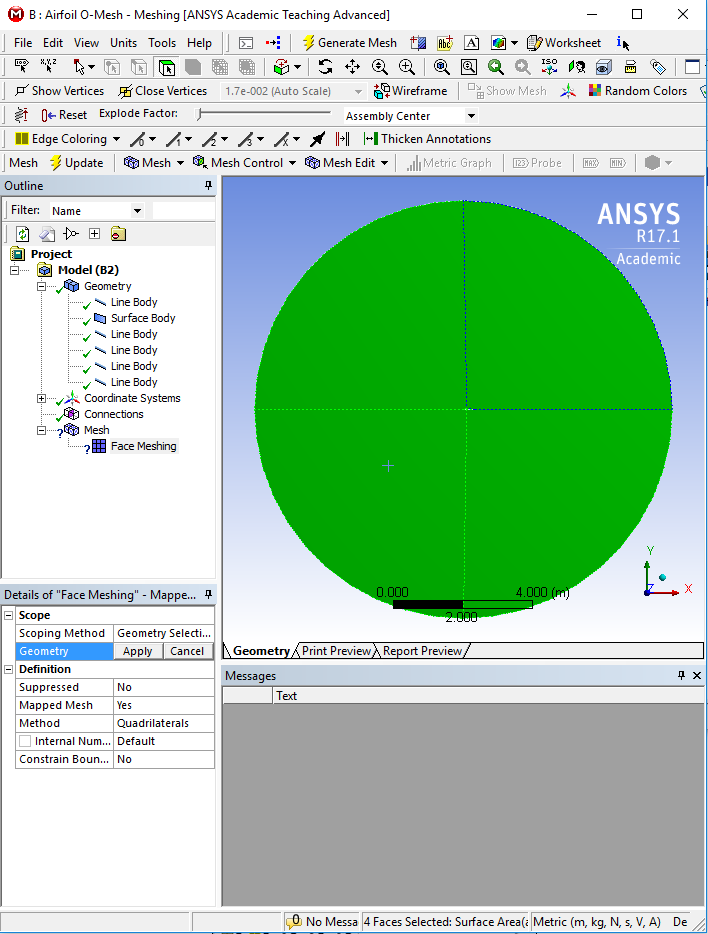 B : Airfoil O-Mesh - Meshing [ANSYS Academic Teaching Advanced]
File Edit View Units Tools Help Generate Mesh Worksheet
Show Vertices Close Vertices 1.7e-002 (Auto Scale) Wireframe Show Mesh Random Colors
Reset Explode Factor: Assembly Center
Edge Coloring Thicken Annotations
Mesh Update Mesh Mesh Control Mesh Edit Metric Graph Probe
Outline
Filter: Name
Project
Model (B2)
Geometry
Line Body
Surface Body
Line Body
Line Body
Line Body
Line Body
Coordinate Systems
Connections
Mesh
Face Meshing
ANSYS
R17.1
Academic
0.000 4.000 (m)
2.000
Y
Z X
Geometry Print Preview Report Preview
Details of "Face Meshing" - Mappe...
Scope
Scoping Method Geometry Selecti...
Geometry Apply Cancel
Definition
Suppressed No
Mapped Mesh Yes
Method Quadrilaterals
Internal Num... Default
Constrain Boun... No
Messages
Text
0 No Messa 4 Faces Selected: Surface Area(a Metric (m, kg, N, s, V, A) De